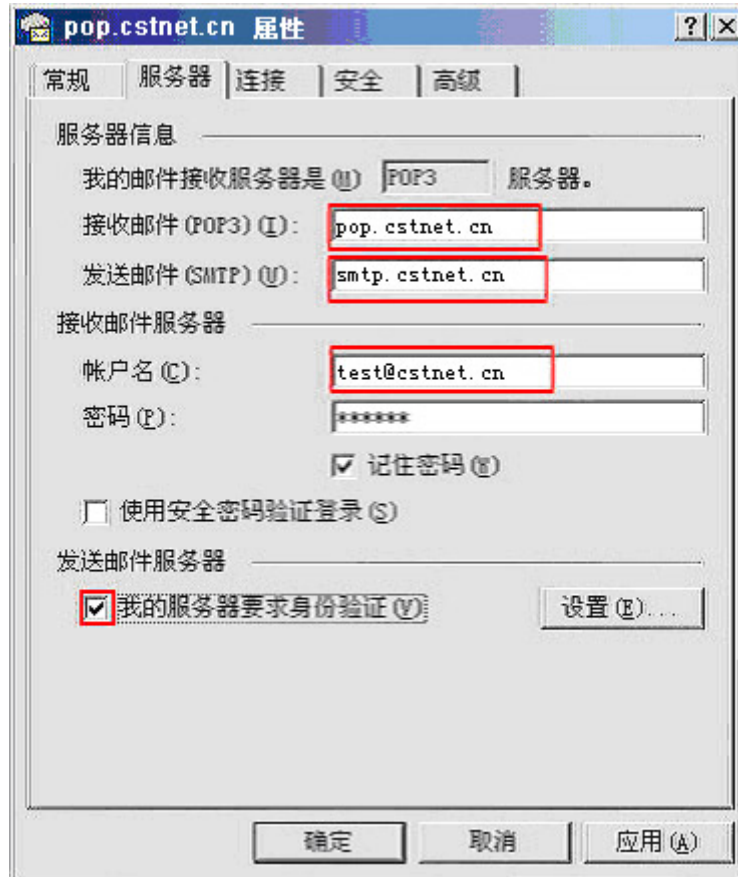 pop.cstnet.cn 属性
常规 服务器 连接 安全 高级
服务器信息
我的邮件接收服务器是(M) POP3 服务器。
接收邮件(POP3)(I): pop.cstnet.cn
发送邮件(SMTP)(U): smtp.cstnet.cn
接收邮件服务器
帐户名(C): test@cstnet.cn
密码(P): ******
记住密码(W)
使用安全密码验证登录(S)
发送邮件服务器
我的服务器要求身份验证(V) 设置(E)...
确定 取消 应用(A)